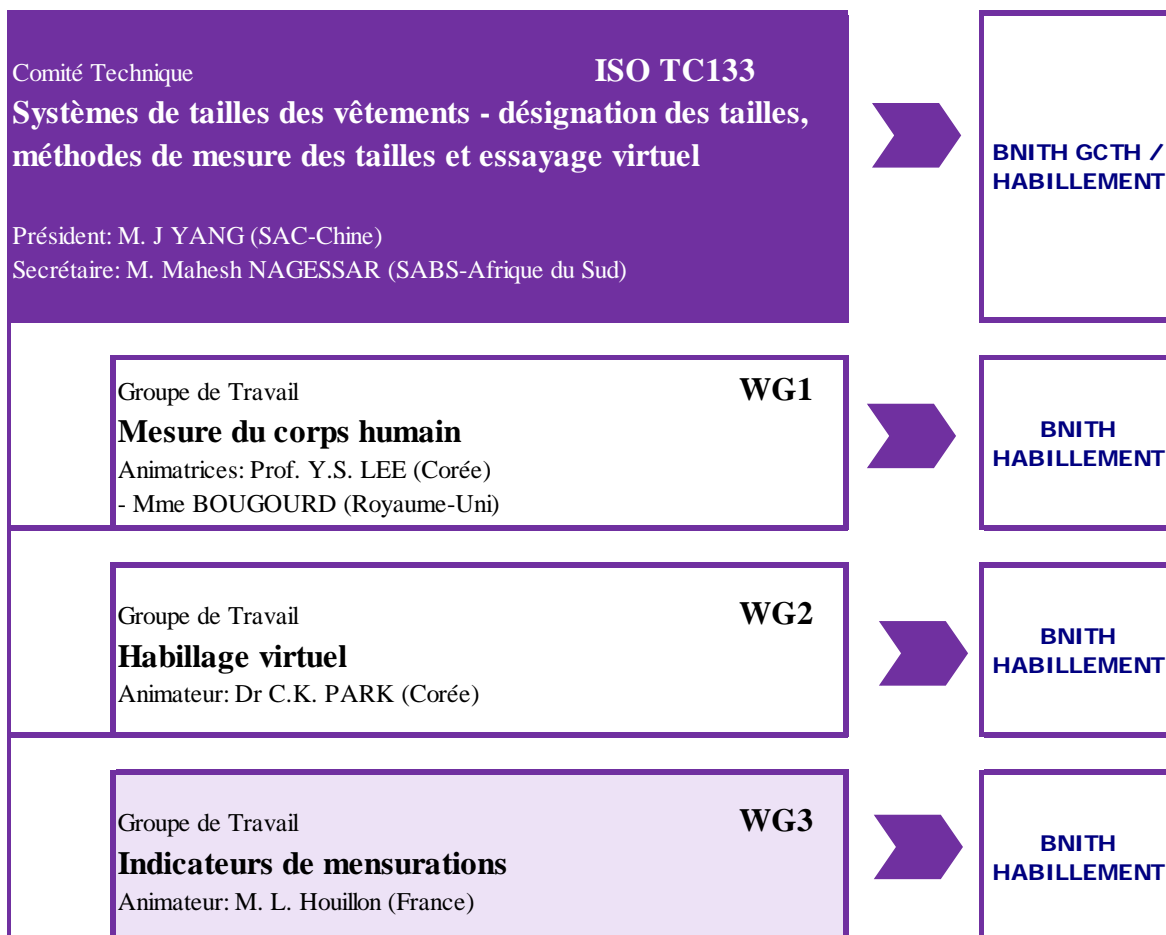 Comité Technique ISO TC133
Systèmes de tailles des vêtements - désignation des tailles,
méthodes de mesure des tailles et essayage virtuel
Président: M. J YANG (SAC-Chine)
Secrétaire: M. Mahesh NAGESSAR (SABS-Afrique du Sud)
BNITH GCTH /
HABILLEMENT
Groupe de Travail WG1
Mesure du corps humain
Animatrices: Prof. Y.S. LEE (Corée)
- Mme BOUGOURD (Royaume-Uni)
BNITH
HABILLEMENT
Groupe de Travail WG2
Habillage virtuel
Animateur: Dr C.K. PARK (Corée)
BNITH
HABILLEMENT
Groupe de Travail WG3
Indicateurs de mensurations
Animateur: M. L. Houillon (France)
BNITH
HABILLEMENT